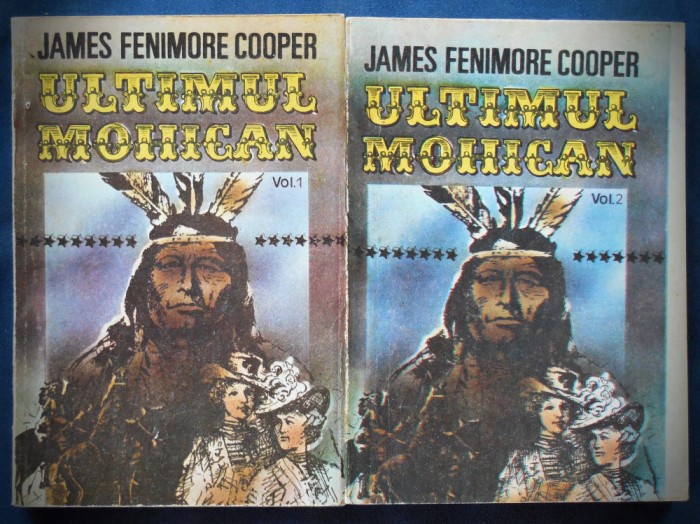 JAMES FENIMORE COOPER
ULTIMUL
MOHICAN
Vol.1
JAMES FENIMORE COOPER
ULTIMUL
MOHICAN
Vol.2